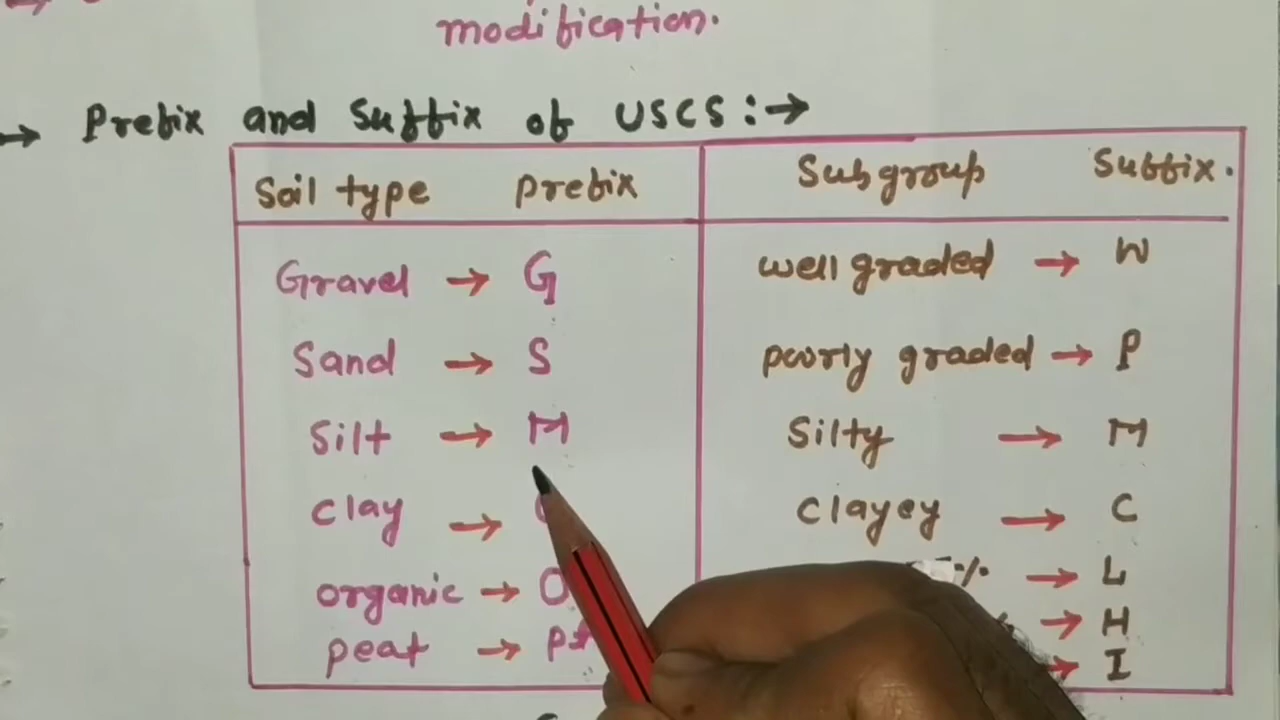 modification.
→ Prefix and Suffix of USCS:→
Soil type Prefix Subgroup Suffix.
Gravel → G well graded → W
Sand → S poorly graded → P
Silt → M Silty → M
Clay → Clayey → C
organic → O % → L
peat → Pt → H
→ I